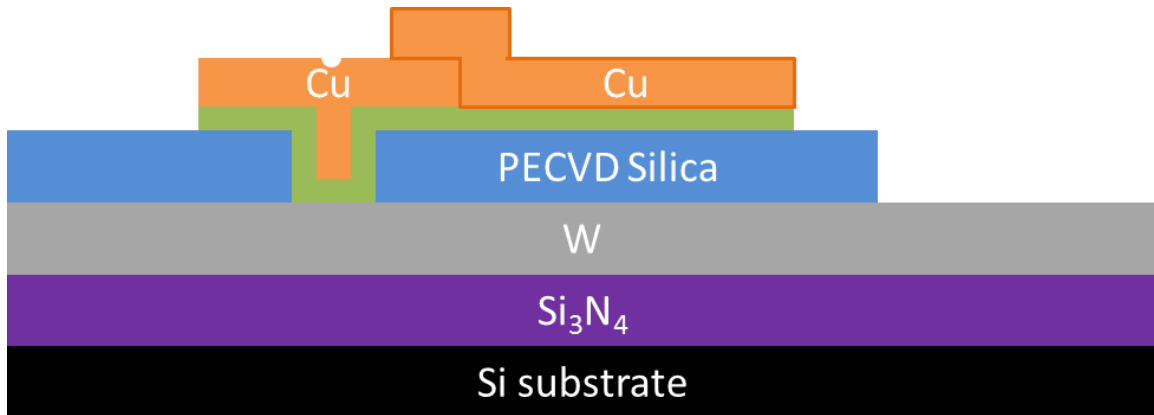 Cu
Cu
PECVD Silica
W
Si₃N₄
Si substrate